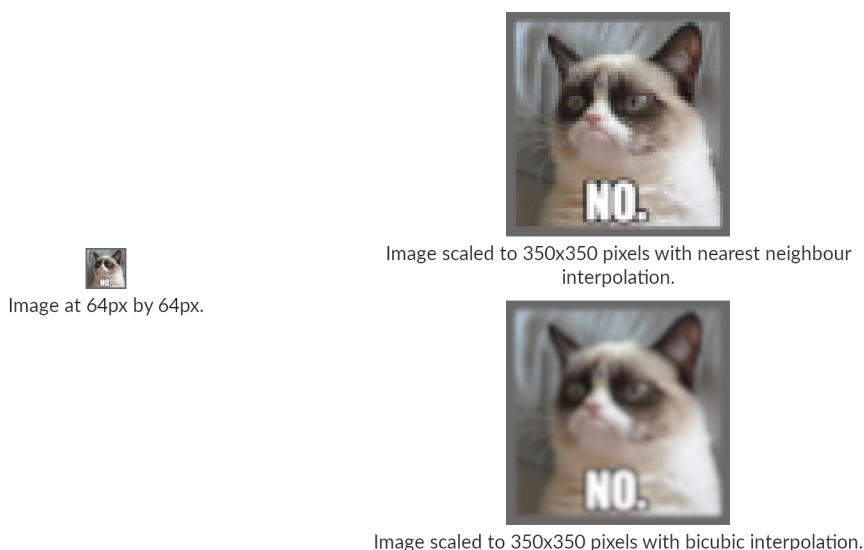 NO.
Image at 64px by 64px.
NO.
Image scaled to 350x350 pixels with nearest neighbour
interpolation.
NO.
Image scaled to 350x350 pixels with bicubic interpolation.